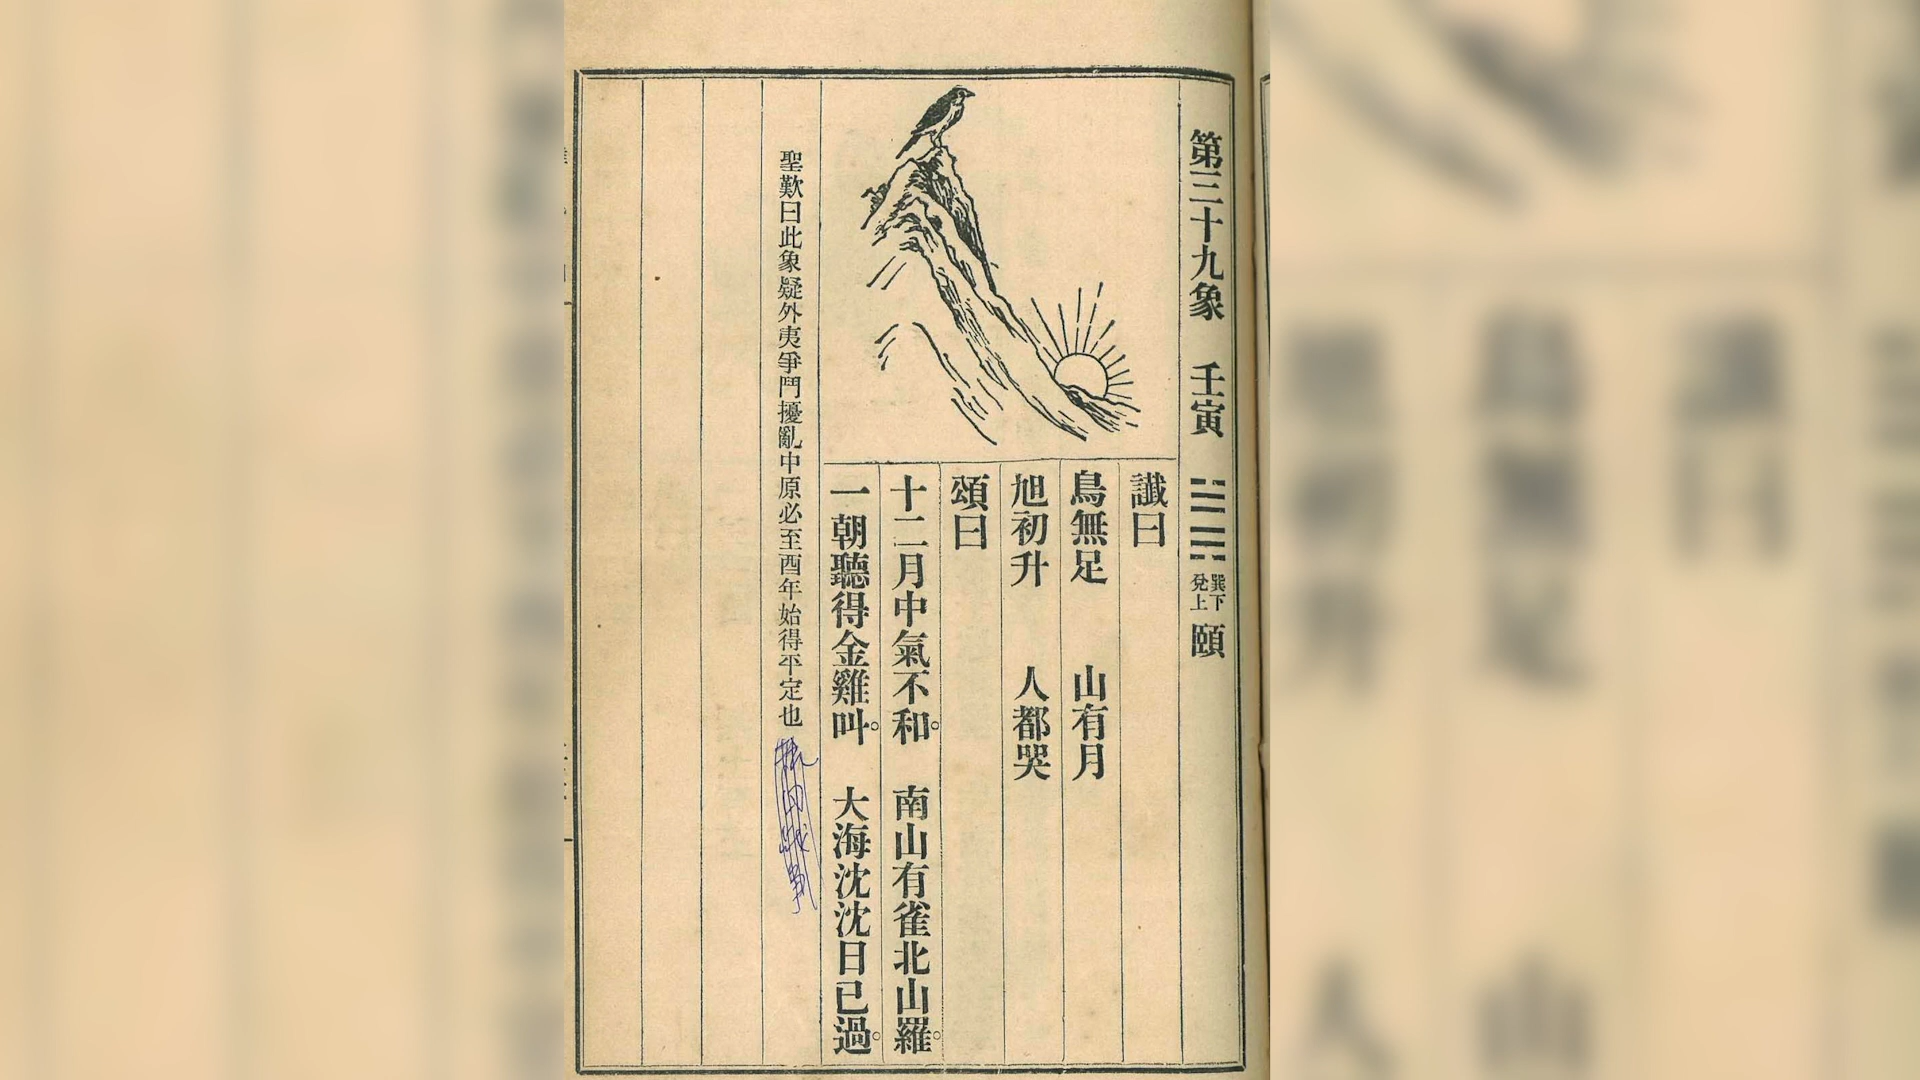 第三十九象 壬寅 巽下兌上 頤
讖曰
鳥無足 山有月
旭初升 人都哭
頌曰
十二月中氣不和。 南山有雀北山羅。
一朝聽得金雞叫。 大海沈沈日已過。
聖歎曰此象疑外夷爭鬥擾亂中原必至酉年始得平定也